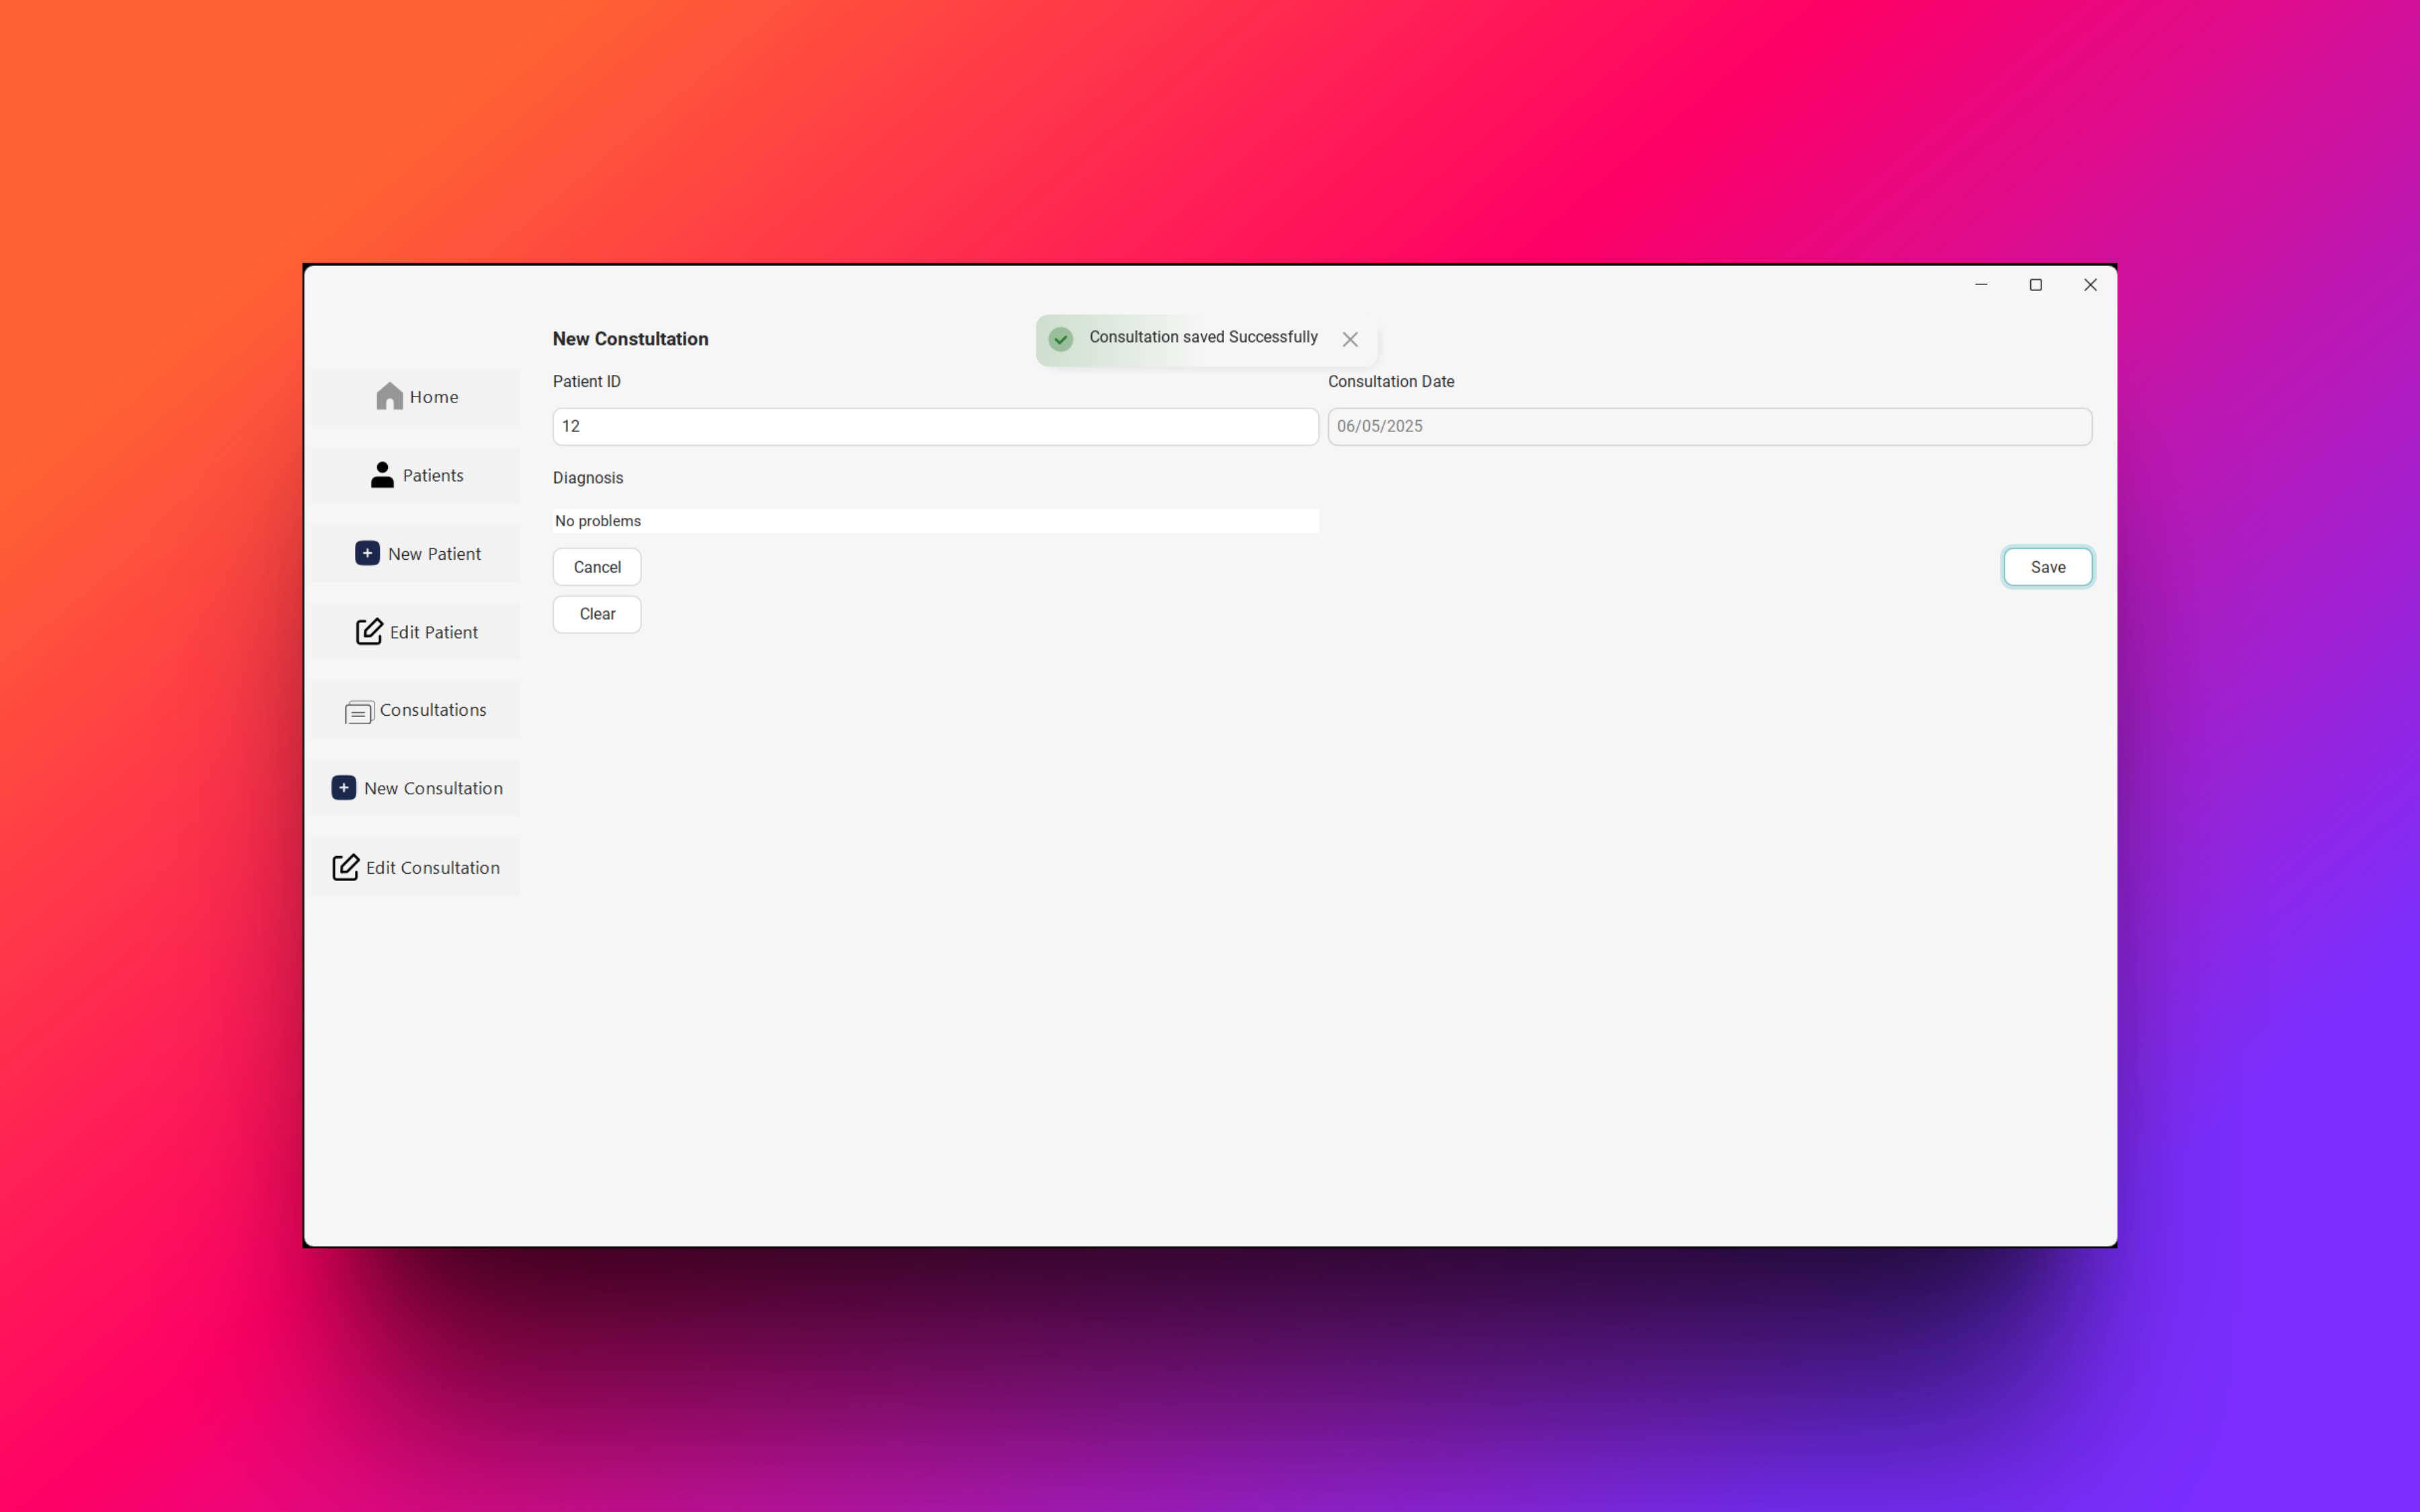 New Constultation
Consultation saved Successfully
Patient ID
Consultation Date
12
06/05/2025
Diagnosis
No problems
Cancel
Save
Clear
Home
Patients
New Patient
Edit Patient
Consultations
New Consultation
Edit Consultation